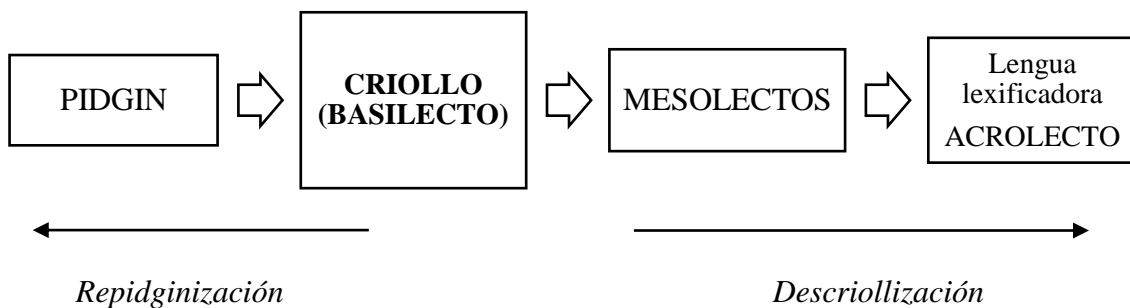 PIDGIN
CRIOLLO
(BASILECTO)
MESOLECTOS
Lengua
lexificadora
ACROLECTO
Repidginización
Descriollización